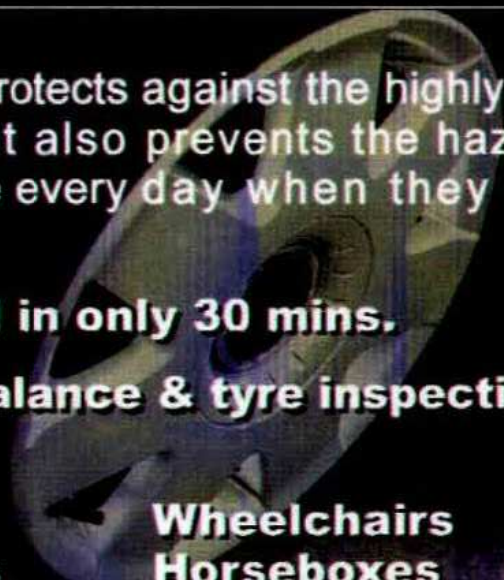 rotects against the highly
t also prevents the haz
every day when they
in only 30 mins.
alance & tyre inspecti
Wheelchairs
Horseboxes